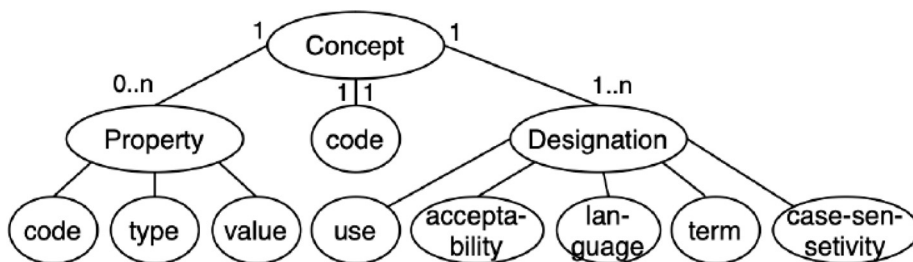 1
Concept
1
0..n
1 1
1..n
Property
code
Designation
code
type
value
use
accepta-
bility
lan-
guage
term
case-sen-
setivity